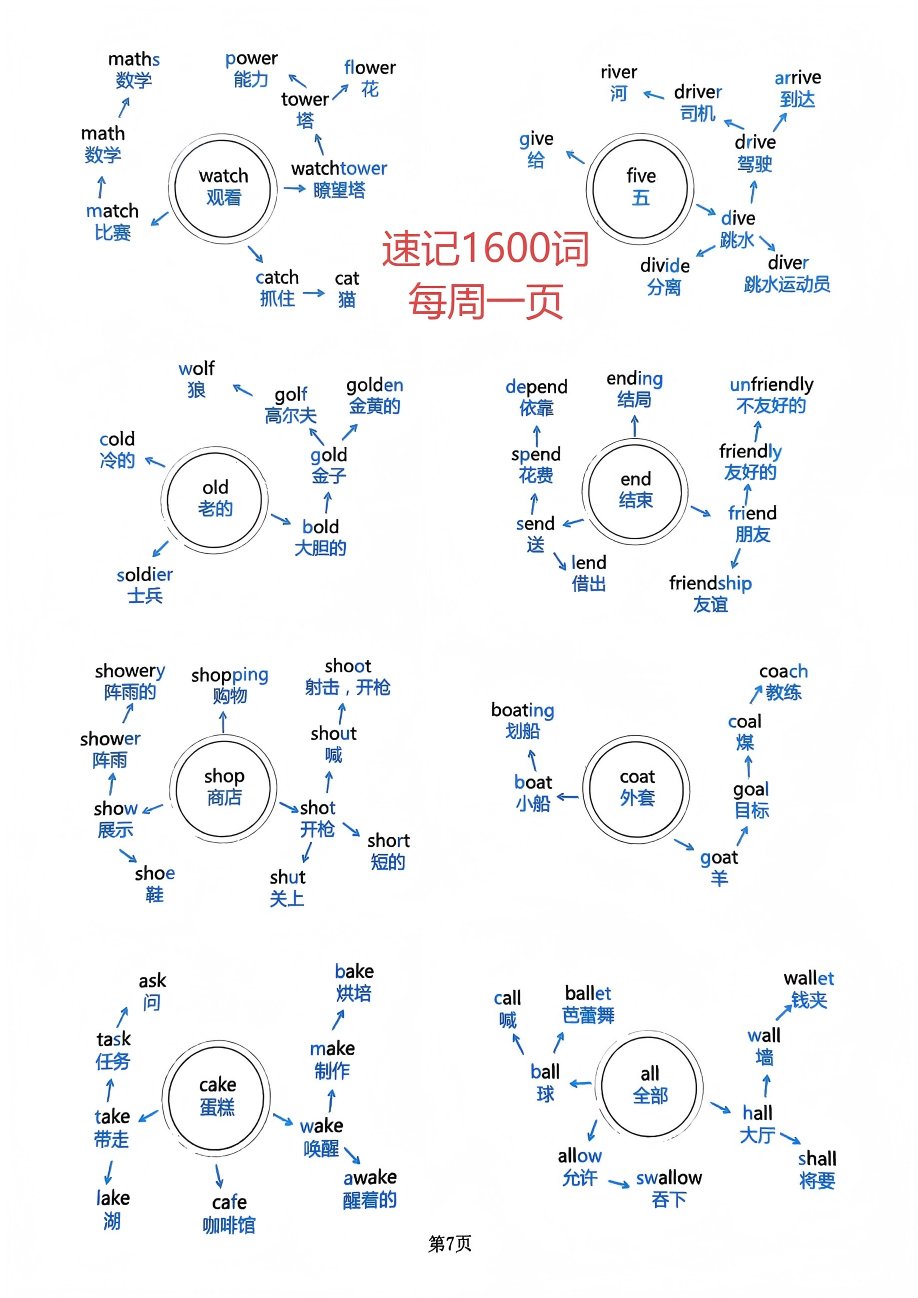 maths
数学
math
数学
match
比赛
watch
观看
power
能力
flower
花
tower
塔
watchtower
瞭望塔
catch
抓住
cat
猫
river
河
driver
司机
arrive
到达
give
给
drive
驾驶
five
五
dive
跳水
divide
分离
diver
跳水运动员
速记1600词
每周一页
wolf
狼
golf
高尔夫
golden
金黄的
cold
冷的
gold
金子
old
老的
bold
大胆的
soldier
士兵
depend
依靠
ending
结局
unfriendly
不友好的
spend
花费
friendly
友好的
end
结束
send
送
friend
朋友
lend
借出
friendship
友谊
showery
阵雨的
shopping
购物
shoot
射击，开枪
shower
阵雨
shout
喊
shop
商店
show
展示
shot
开枪
short
短的
shoe
鞋
shut
关上
coach
教练
boating
划船
coal
煤
boat
小船
coat
外套
goal
目标
goat
羊
ask
问
bake
烘培
task
任务
make
制作
cake
蛋糕
take
带走
wake
唤醒
awake
醒着的
lake
湖
cafe
咖啡馆
call
喊
ballet
芭蕾舞
wallet
钱夹
wall
墙
ball
球
all
全部
hall
大厅
allow
允许
swallow
吞下
shall
将要
第7页